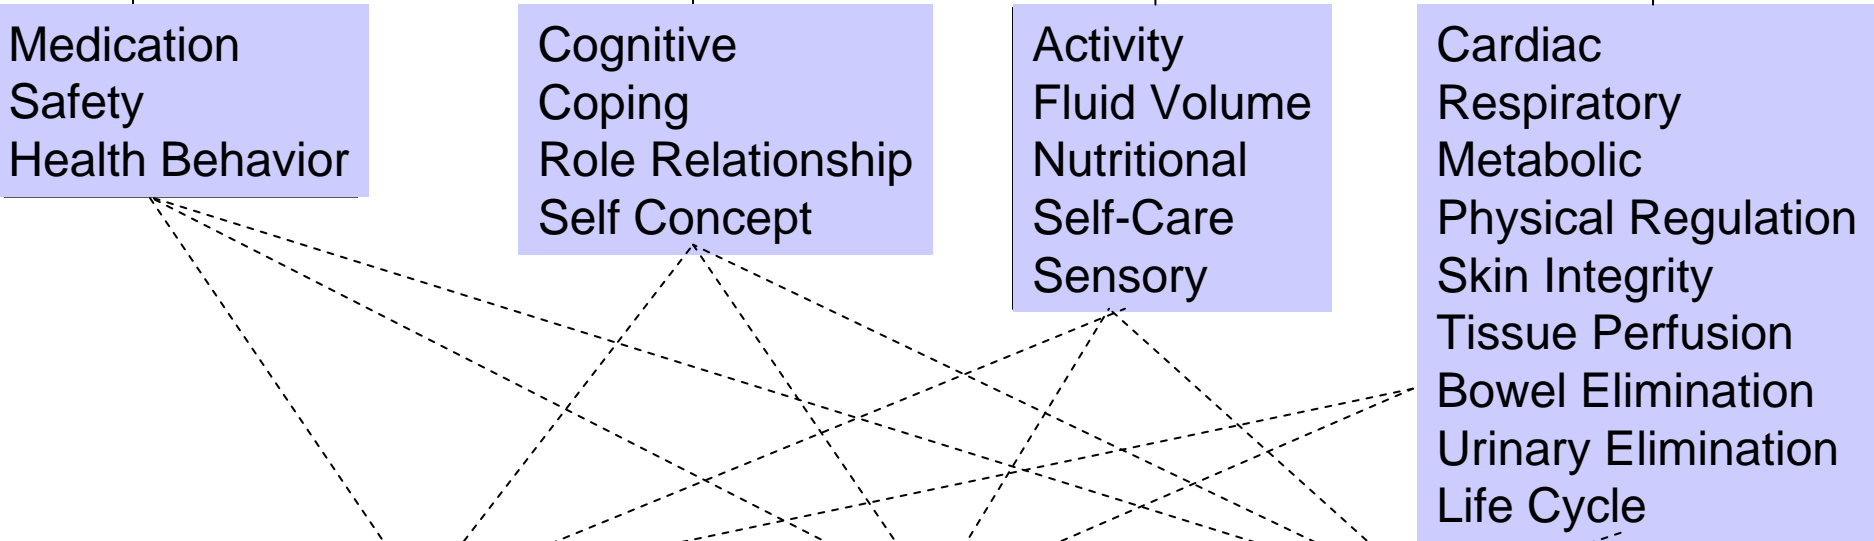 Medication
Safety
Health Behavior
Cognitive
Coping
Role Relationship
Self Concept
Activity
Fluid Volume
Nutritional
Self-Care
Sensory
Cardiac
Respiratory
Metabolic
Physical Regulation
Skin Integrity
Tissue Perfusion
Bowel Elimination
Urinary Elimination
Life Cycle